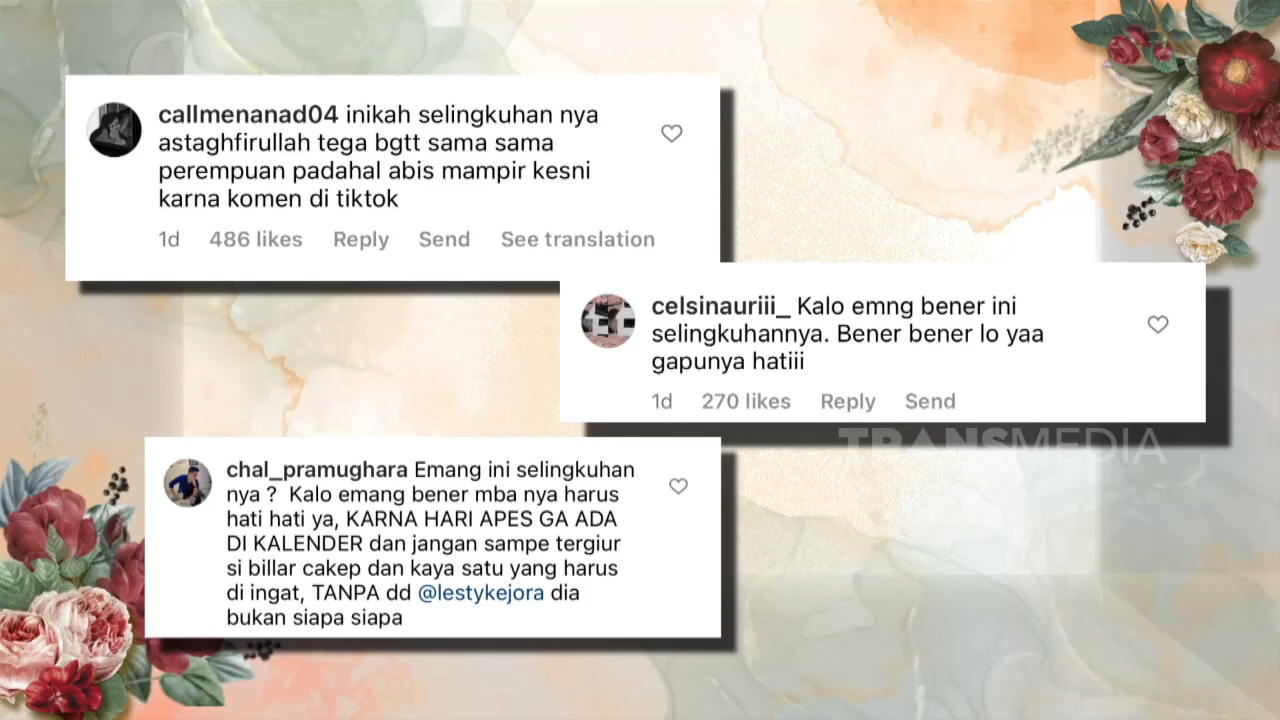 callmenanad04 inikah selingkuhan nya
astaghfirullah tega bgtt sama sama
perempuan padahal abis mampir kesni
karna komen di tiktok
1d 486 likes Reply Send See translation
celsinauriii_ Kalo emng bener ini
selingkuhannya. Bener bener lo yaa
gapunya hatiii
1d 270 likes Reply Send
TRANSMEDIA
chal_pramughara Emang ini selingkuhan
nya ? Kalo emang bener mba nya harus
hati hati ya, KARNA HARI APES GA ADA
DI KALENDER dan jangan sampe tergiur
si billar cakep dan kaya satu yang harus
di ingat, TANPA dd @lestykejora dia
bukan siapa siapa